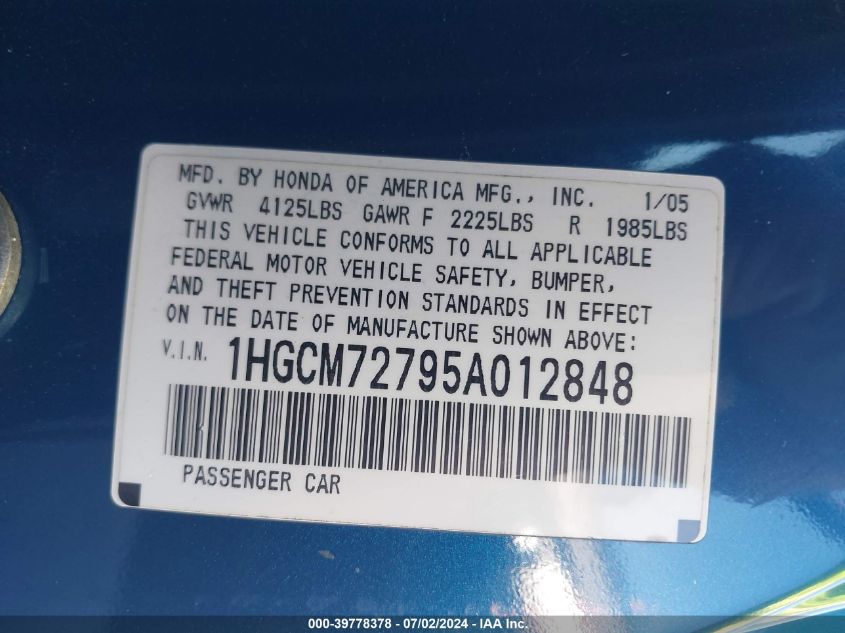 MFD. BY HONDA OF AMERICA MFG., INC. 1/05
GVWR 4125LBS GAWR F 2225LBS R 1985LBS
THIS VEHICLE CONFORMS TO ALL APPLICABLE
FEDERAL MOTOR VEHICLE SAFETY, BUMPER,
AND THEFT PREVENTION STANDARDS IN EFFECT
ON THE DATE OF MANUFACTURE SHOWN ABOVE:
V.I.N. 1HGCM72795A012848
PASSENGER CAR
000-39778378 - 07/02/2024 - IAA Inc.